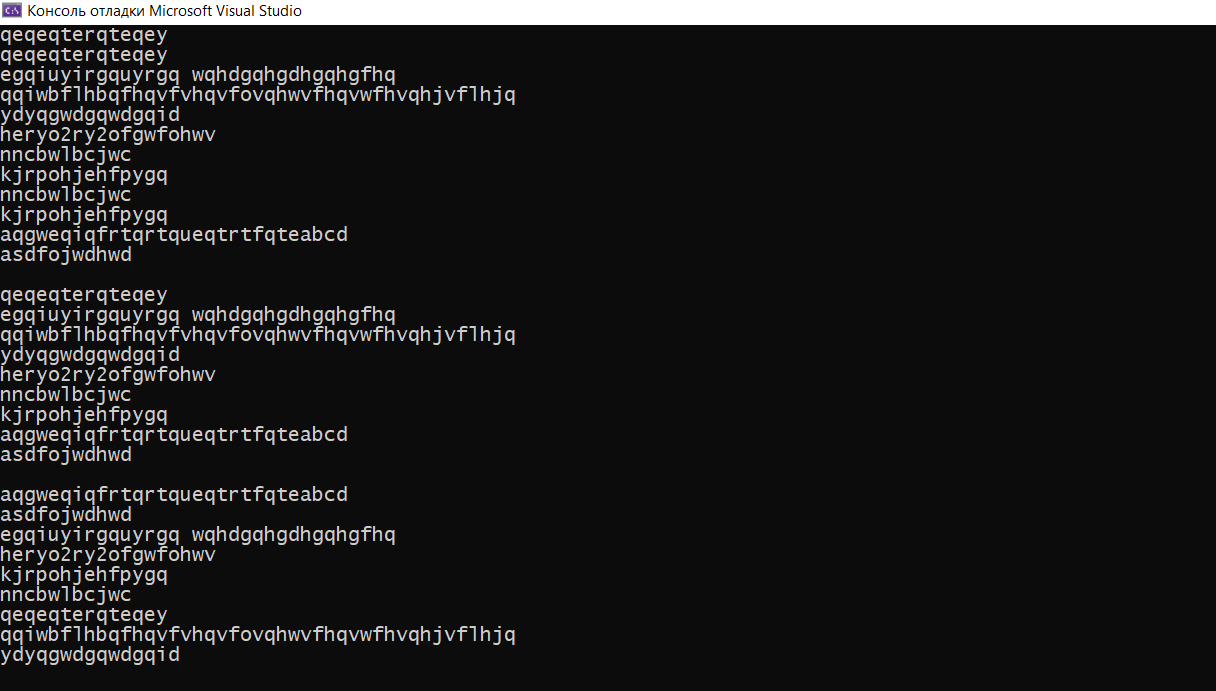 C:\ Консоль отладки Microsoft Visual Studio
qeqeqterqteqey
qeqeqterqteqey
egqiuyirgquyrgq wqhdgqhgdhgqhgfhq
qqiwbflhbqfhqvfvhqvfovqhwvfhqvwfhvqhjvflhjq
ydyqgwdgqwdgqid
heryo2ry2ofgwfohwv
nncbwlbcjwc
kjrpohjehfpygq
nncbwlbcjwc
kjrpohjehfpygq
aqgweqiqfrtqrtqueqtrtfqteabcd
asdfojwdhwd
qeqeqterqteqey
egqiuyirgquyrgq wqhdgqhgdhgqhgfhq
qqiwbflhbqfhqvfvhqvfovqhwvfhqvwfhvqhjvflhjq
ydyqgwdgqwdgqid
heryo2ry2ofgwfohwv
nncbwlbcjwc
kjrpohjehfpygq
aqgweqiqfrtqrtqueqtrtfqteabcd
asdfojwdhwd
aqgweqiqfrtqrtqueqtrtfqteabcd
asdfojwdhwd
egqiuyirgquyrgq wqhdgqhgdhgqhgfhq
heryo2ry2ofgwfohwv
kjrpohjehfpygq
nncbwlbcjwc
qeqeqterqteqey
qqiwbflhbqfhqvfvhqvfovqhwvfhqvwfhvqhjvflhjq
ydyqgwdgqwdgqid